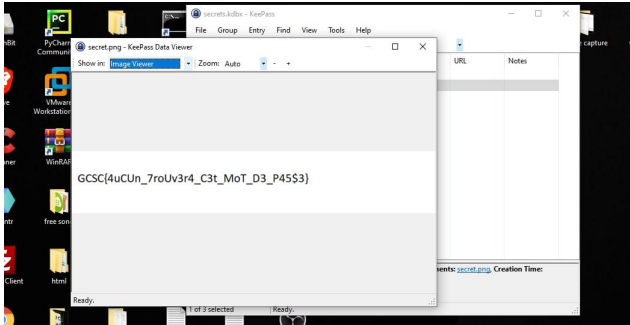 PC
C:\...
secrets.kdbx - KeePass
File Group Entry Find View Tools Help
URL Notes
hBit
PyCharm
Communi
capture
secret.png - KeePass Data Viewer
Show in: Image Viewer Zoom: Auto - +
VMware
Workstation
WinRAR
GCSC{4uCUn_7roUv3r4_C3t_MoT_D3_P45$3}
ntr
free son
Client
html
ments: secret.png, Creation Time:
Ready.
1 of 3 selected
Ready.